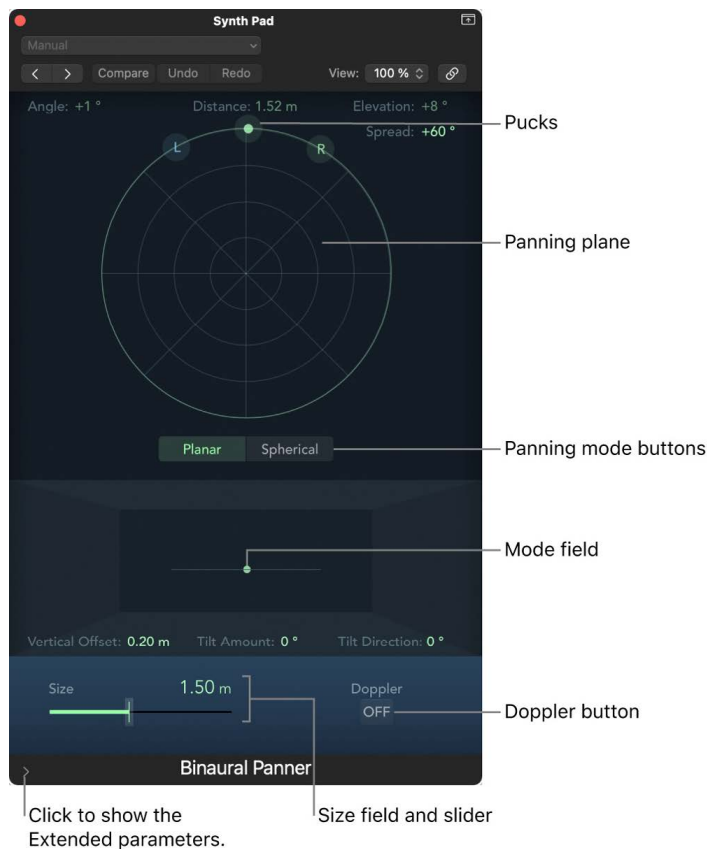 Synth Pad
Manual
Compare Undo Redo View: 100 %
Angle: +1 ° Distance: 1.52 m Elevation: +8 °
Spread: +60 °
Pucks
L R
Panning plane
Planar Spherical
Panning mode buttons
Mode field
Vertical Offset: 0.20 m Tilt Amount: 0 ° Tilt Direction: 0 °
Size 1.50 m Doppler
OFF
Doppler button
Binaural Panner
Click to show the
Extended parameters.
Size field and slider